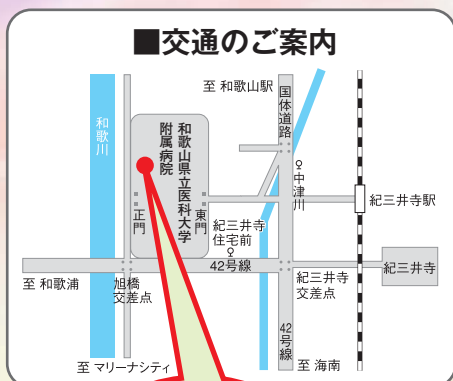 ■交通のご案内
至 和歌山駅
国体道路
和歌川
和歌山県立医科大学
附属病院
中津川
正門
東門
紀三井寺
住宅前
紀三井寺駅
42号線
紀三井寺
至 和歌浦
旭橋
交差点
紀三井寺
交差点
42号線
至 マリーナシティ
至 海南